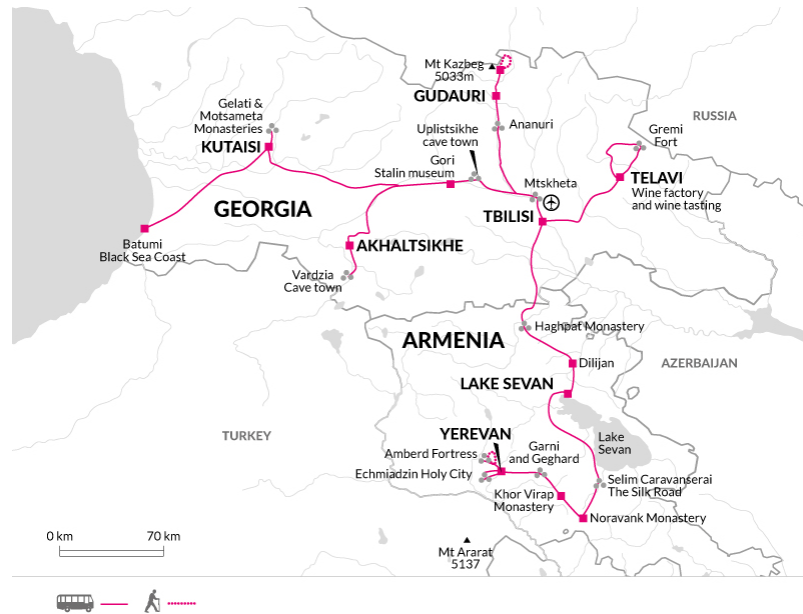 Mt Kazbeg
5033m
GUDAURI
Gelati &
Motsameta
Monasteries
KUTAISI
Uplistsikhe
cave town
Ananuri
RUSSIA
Gremi
Fort
Gori
Stalin museum
Mtskheta
TELAVI
Wine factory
and wine tasting
GEORGIA
TBILISI
Batumi
Black Sea Coast
AKHALTSIKHE
Vardzia
Cave town
Haghpat Monastery
ARMENIA
Dilijan
AZERBAIJAN
LAKE SEVAN
TURKEY
YEREVAN
Lake
Sevan
Amberd Fortress
Garni
and Geghard
Echmiadzin Holy City
Selim Caravanserai
The Silk Road
Khor Virap
Monastery
Noravank Monastery
0 km
70 km
Mt Ararat
5137